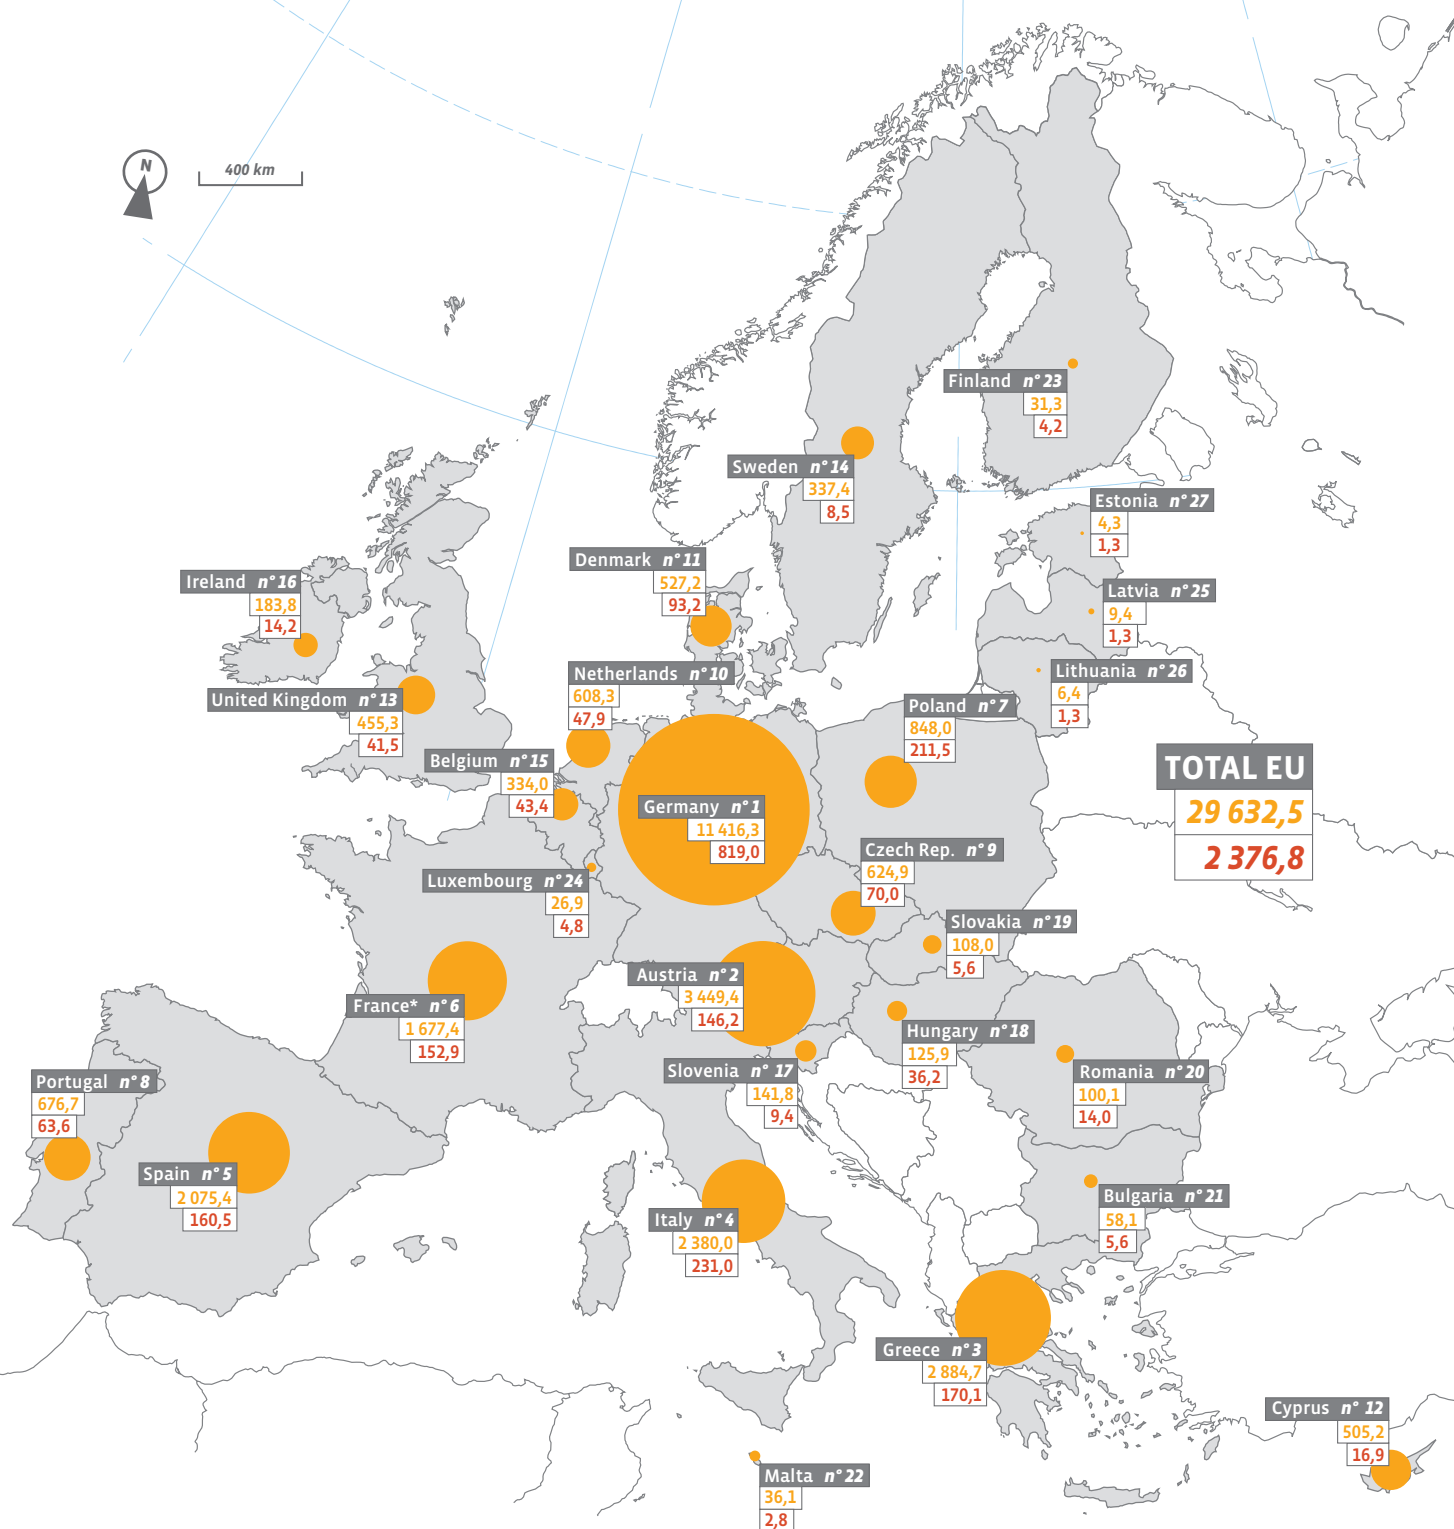 N
400 km
Finland n° 23
31,3
4,2
Sweden n° 14
337,4
8,5
Estonia n° 27
4,3
1,3
Denmark n° 11
527,2
93,2
Ireland n° 16
183,8
14,2
Latvia n° 25
9,4
1,3
Lithuania n° 26
6,4
1,3
Netherlands n° 10
608,3
47,9
United Kingdom n° 13
455,3
41,5
Poland n° 7
848,0
211,5
Belgium n° 15
334,0
43,4
TOTAL EU
29 632,5
2 376,8
Germany n° 1
11 416,3
819,0
Czech Rep. n° 9
624,9
70,0
Luxembourg n° 24
26,9
4,8
Slovakia n° 19
108,0
5,6
Austria n° 2
3 449,4
146,2
France* n° 6
1 677,4
152,9
Hungary n° 18
125,9
36,2
Slovenia n° 17
141,8
9,4
Romania n° 20
100,1
14,0
Portugal n° 8
676,7
63,6
Spain n° 5
2 075,4
160,5
Bulgaria n° 21
58,1
5,6
Italy n° 4
2 380,0
231,0
Greece n° 3
2 884,7
170,1
Cyprus n° 12
505,2
16,9
Malta n° 22
36,1
2,8